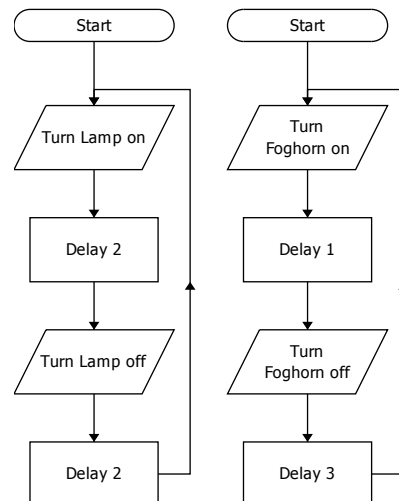 Start
Turn Lamp on
Delay 2
Turn Lamp off
Delay 2
Start
Turn
Foghorn on
Delay 1
Turn
Foghorn off
Delay 3